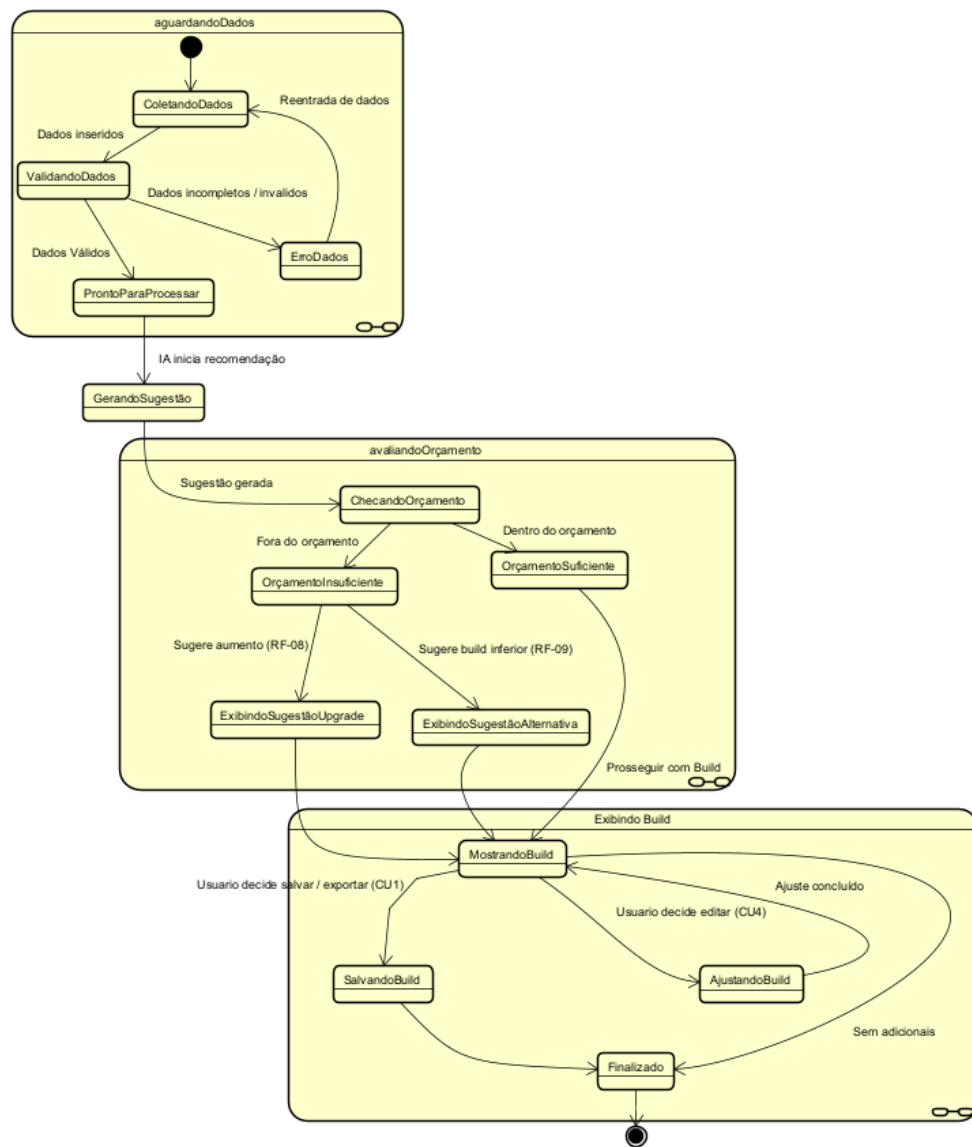 aguardandoDados
ColetandoDados
Reentrada de dados
Dados inseridos
ValidandoDados
Dados incompletos / invalidos
Dados Válidos
ErroDados
ProntoParaProcessar
IA inicia recomendação
GerandoSugestão
avaliandoOrçamento
Sugestão gerada
ChecandoOrçamento
Fora do orçamento
Dentro do orçamento
OrçamentoInsuficiente
OrçamentoSuficiente
Sugere aumento (RF-08)
Sugere build inferior (RF-09)
ExibindoSugestãoUpgrade
ExibindoSugestãoAlternativa
Prosseguir com Build
Exibindo Build
MostrandoBuild
Usuario decide salvar / exportar (CU1)
Ajuste concluído
Usuario decide editar (CU4)
SalvandoBuild
AjustandoBuild
Sem adicionais
Finalizado